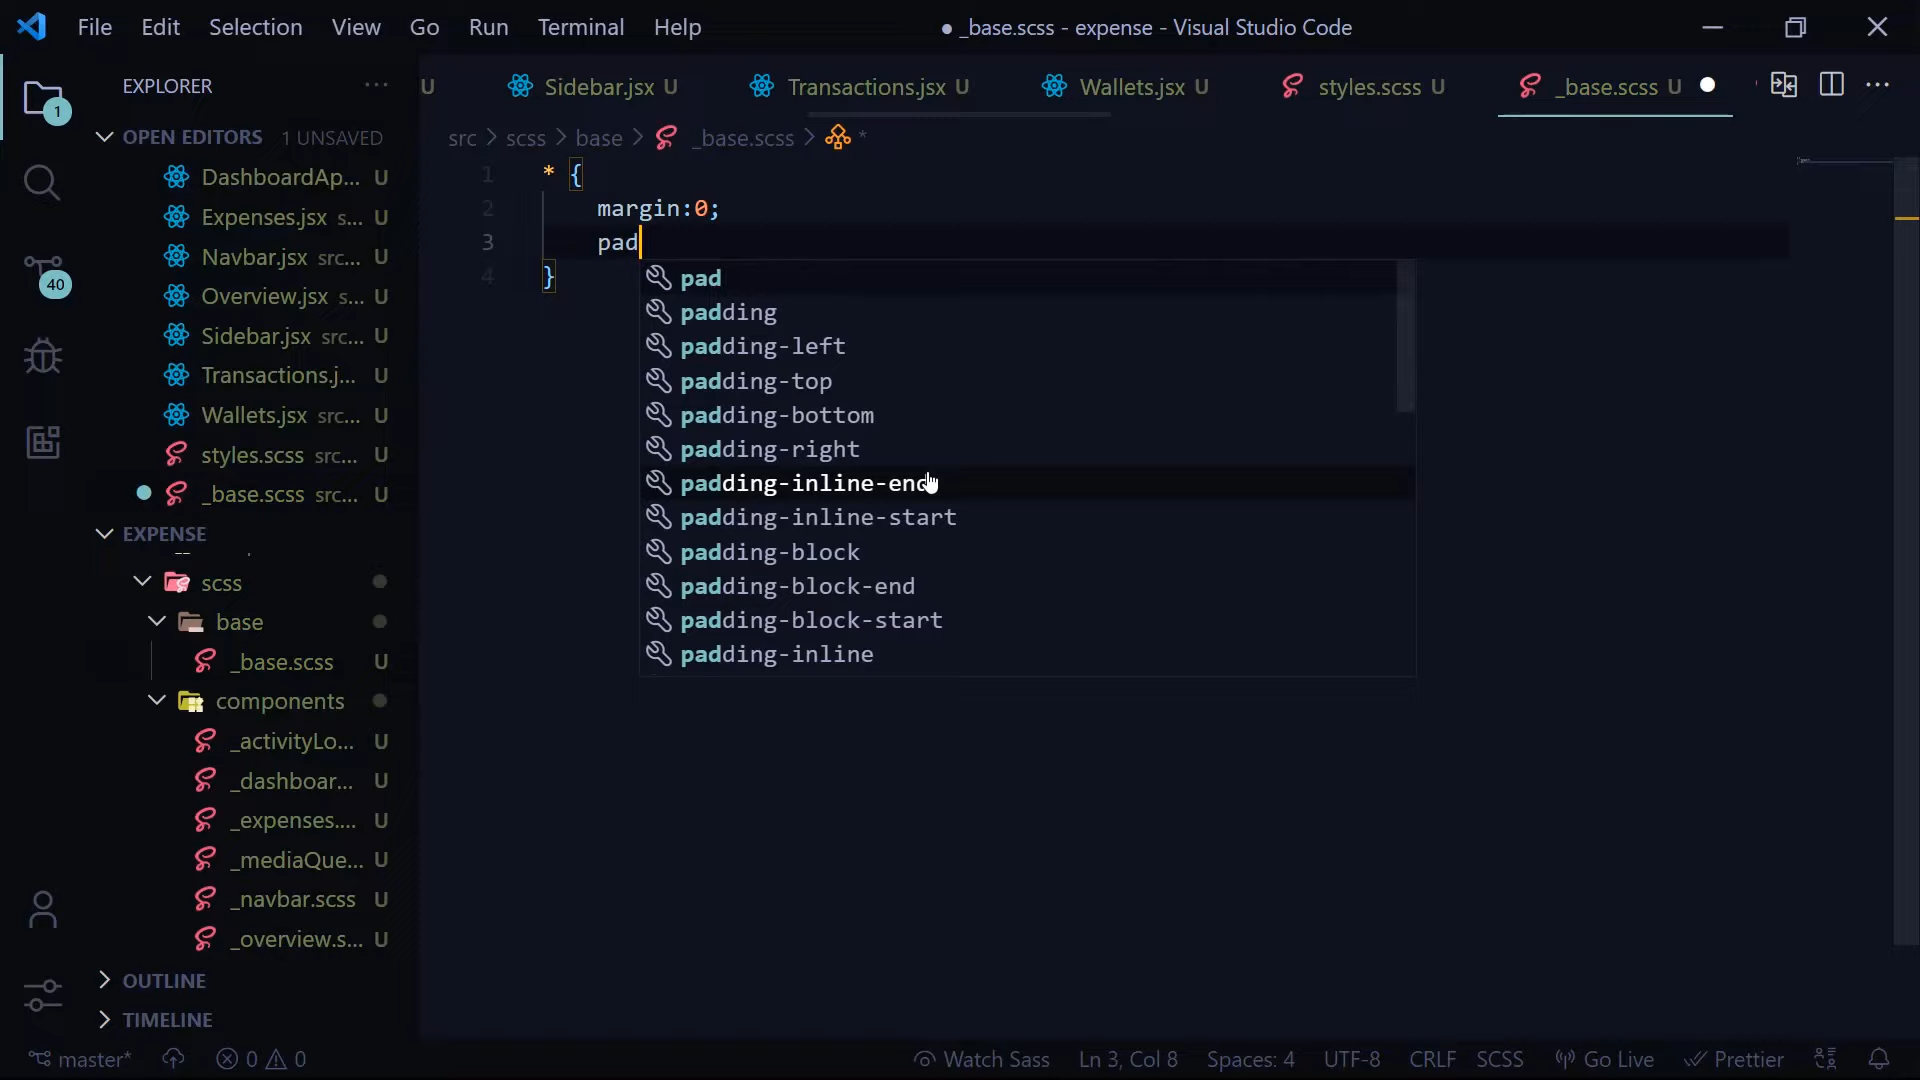 File Edit Selection View Go Run Terminal Help
● _base.scss - expense - Visual Studio Code
EXPLORER ···
U Sidebar.jsx U Transactions.jsx U Wallets.jsx U styles.scss U _base.scss U ···
1
OPEN EDITORS 1 UNSAVED
DashboardAp... U
Expenses.jsx s... U
Navbar.jsx src... U
40
Overview.jsx s... U
Sidebar.jsx src... U
Transactions.j... U
Wallets.jsx src... U
styles.scss src... U
_base.scss src... U
EXPENSE
scss
base
_base.scss U
components
_activityLo... U
_dashboar... U
_expenses.... U
_mediaQue... U
_navbar.scss U
_overview.s... U
OUTLINE
TIMELINE
src > scss > base > _base.scss > *
1 * {
2 margin:0;
3 pad
4 }
pad
padding
padding-left
padding-top
padding-bottom
padding-right
padding-inline-end
padding-inline-start
padding-block
padding-block-end
padding-block-start
padding-inline
master* 0 0 Watch Sass Ln 3, Col 8 Spaces: 4 UTF-8 CRLF SCSS Go Live Prettier